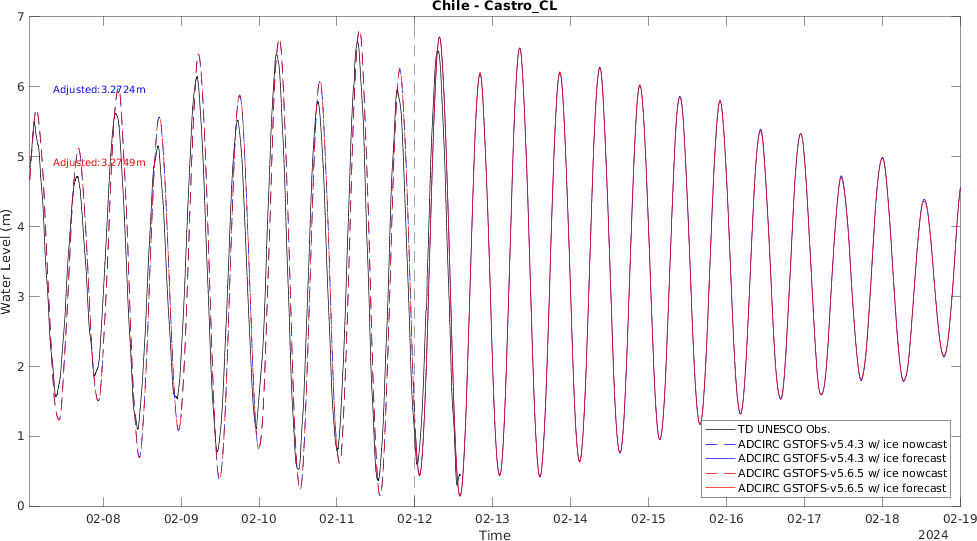 Chile - Castro_CL
7
6
5
4
3
2
1
0
Water Level (m)
Adjusted:3.2724m
Adjusted:3.2749m
TD UNESCO Obs.
ADCIRC GSTOFS-v5.4.3 w/ ice nowcast
ADCIRC GSTOFS-v5.4.3 w/ ice forecast
ADCIRC GSTOFS-v5.6.5 w/ ice nowcast
ADCIRC GSTOFS-v5.6.5 w/ ice forecast
02-08 02-09 02-10 02-11 02-12 02-13 02-14 02-15 02-16 02-17 02-18 02-19
Time
2024